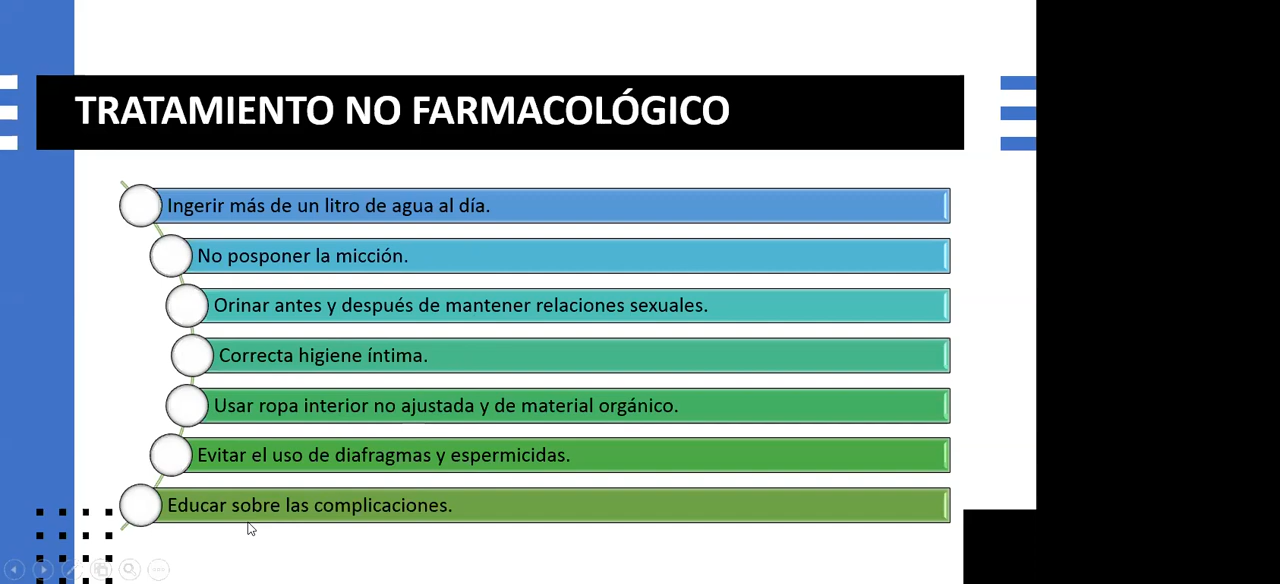 TRATAMIENTO NO FARMACOLÓGICO
Ingerir más de un litro de agua al día.
No posponer la micción.
Orinar antes y después de mantener relaciones sexuales.
Correcta higiene íntima.
Usar ropa interior no ajustada y de material orgánico.
Evitar el uso de diafragmas y espermicidas.
Educar sobre las complicaciones.